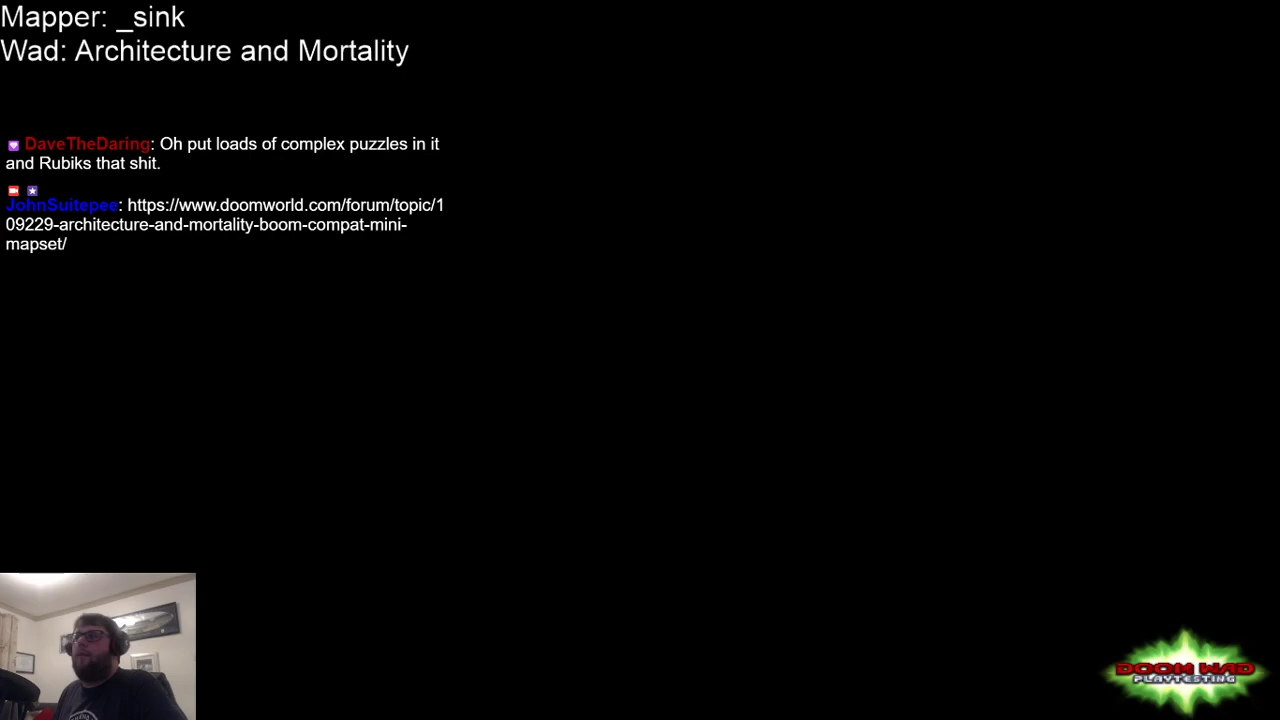 Mapper: _sink
Wad: Architecture and Mortality
DaveTheDaring: Oh put loads of complex puzzles in it
and Rubiks that shit.
JohnSuitepee: https://www.doomworld.com/forum/topic/1
09229-architecture-and-mortality-boom-compat-mini-
mapset/
DOOM WAD
PLAYTESTING